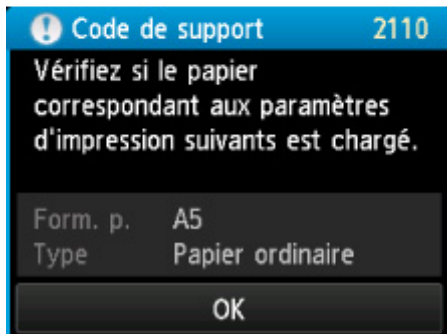 Code de support 2110
Vérifiez si le papier
correspondant aux paramètres
d'impression suivants est chargé.
Form. p. A5
Type Papier ordinaire
OK